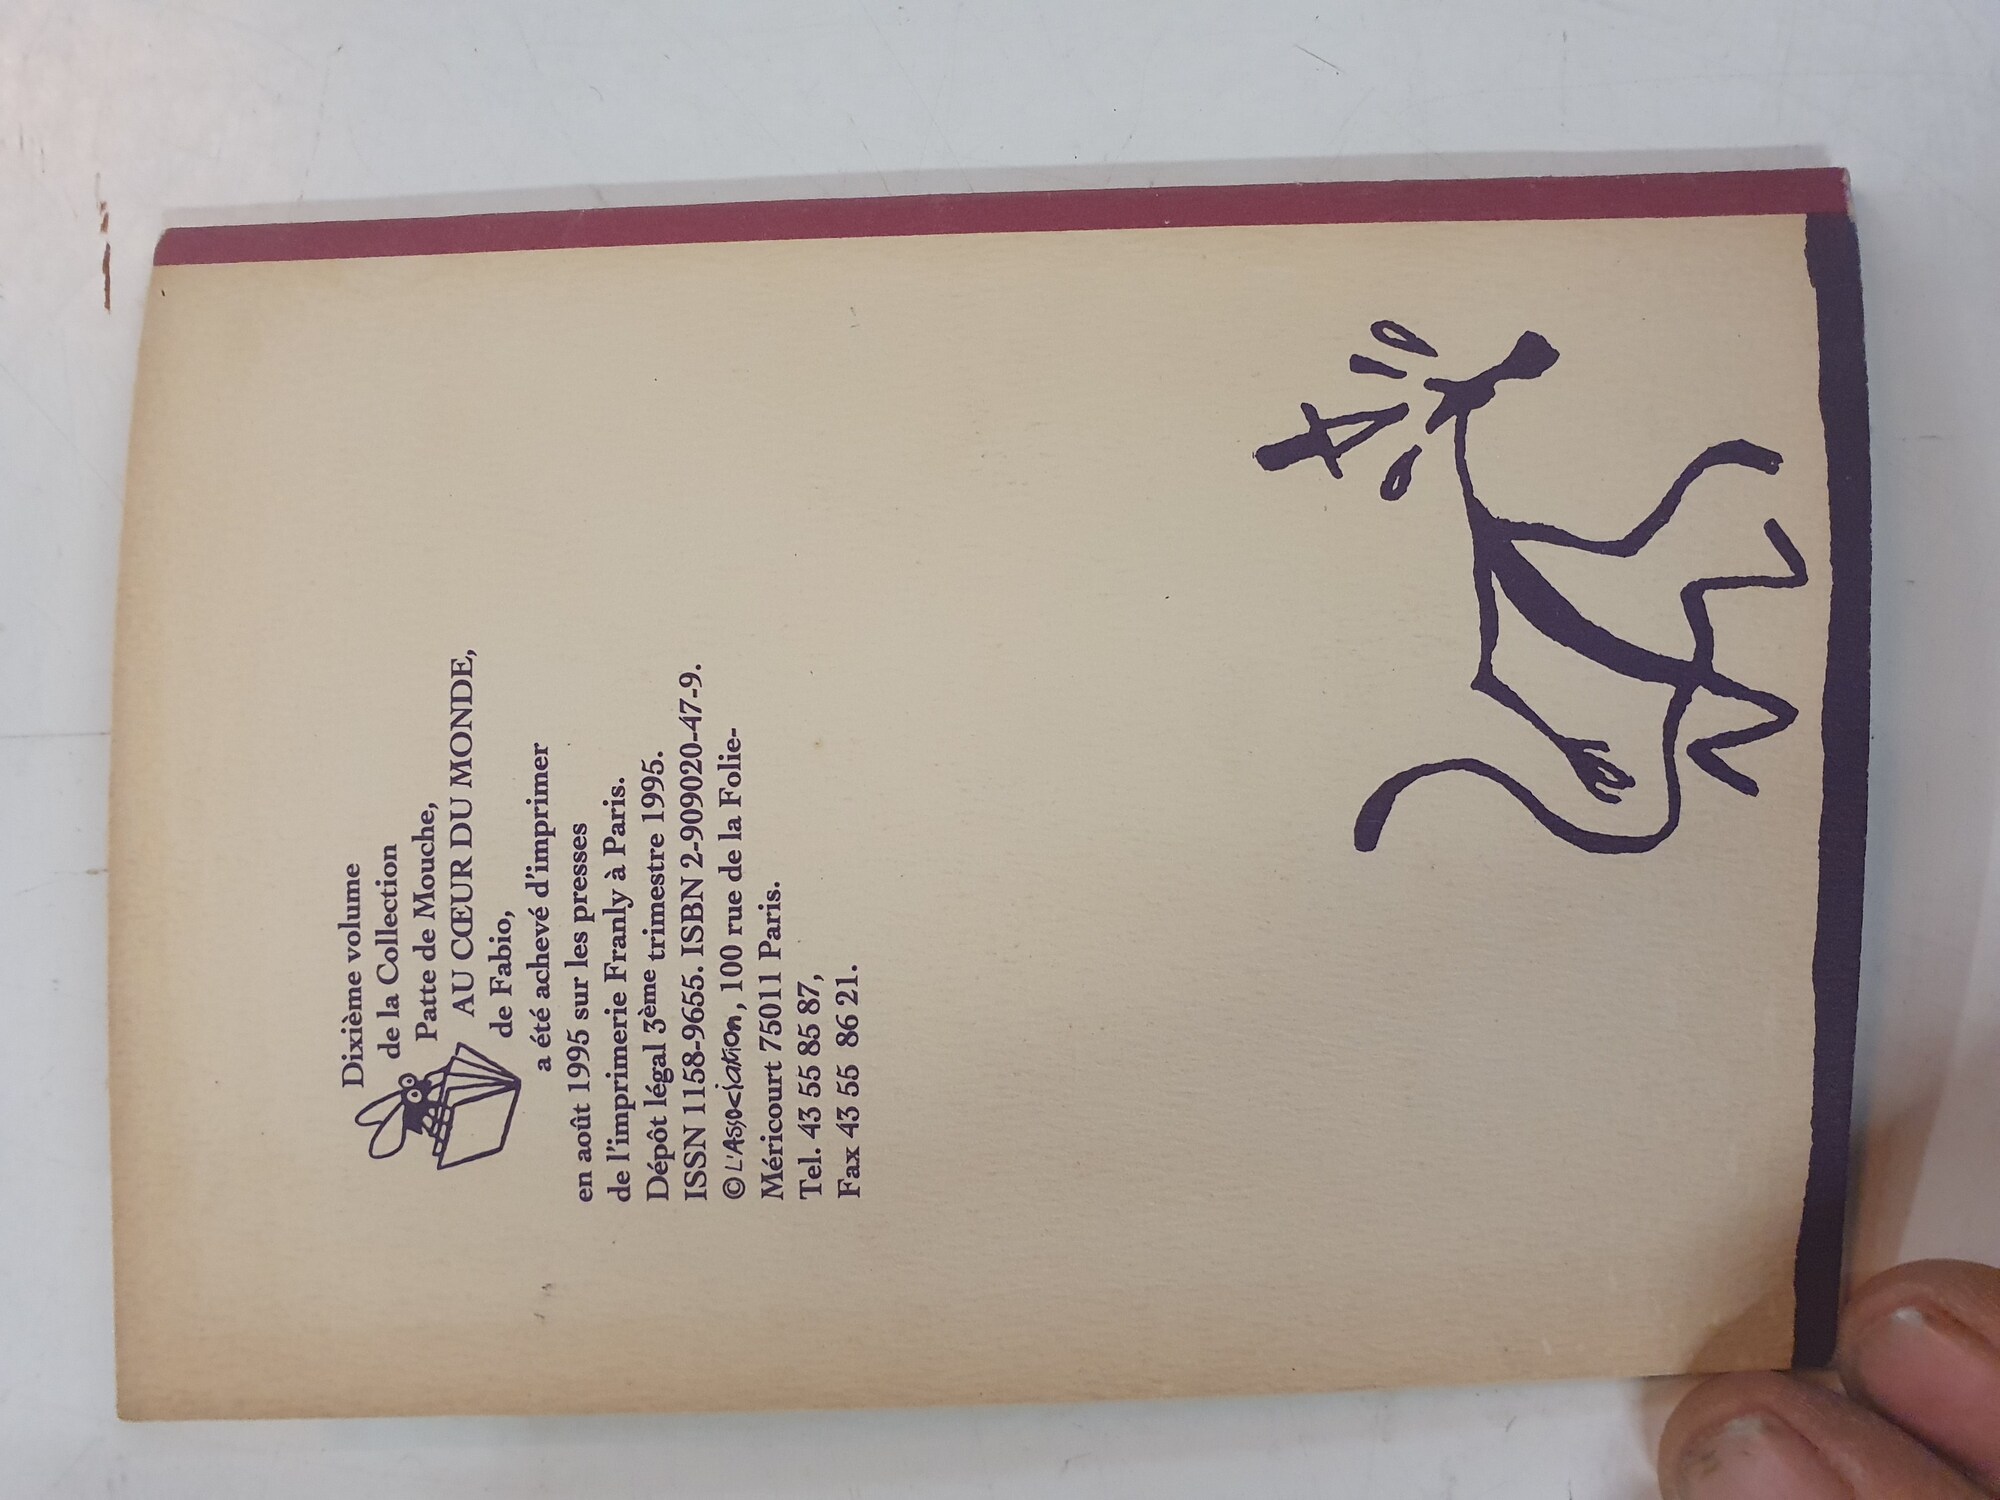 Dixième volume
de la Collection
Patte de Mouche,
AU CŒUR DU MONDE,
de Fabio,
a été achevé d'imprimer
en août 1995 sur les presses
de l'imprimerie Franly à Paris.
Dépôt légal 3ème trimestre 1995.
ISSN 1158-9655. ISBN 2-909020-47-9.
© L'Association, 100 rue de la Folie-
Méricourt 75011 Paris.
Tel. 43 55 85 87,
Fax 43 55 86 21.